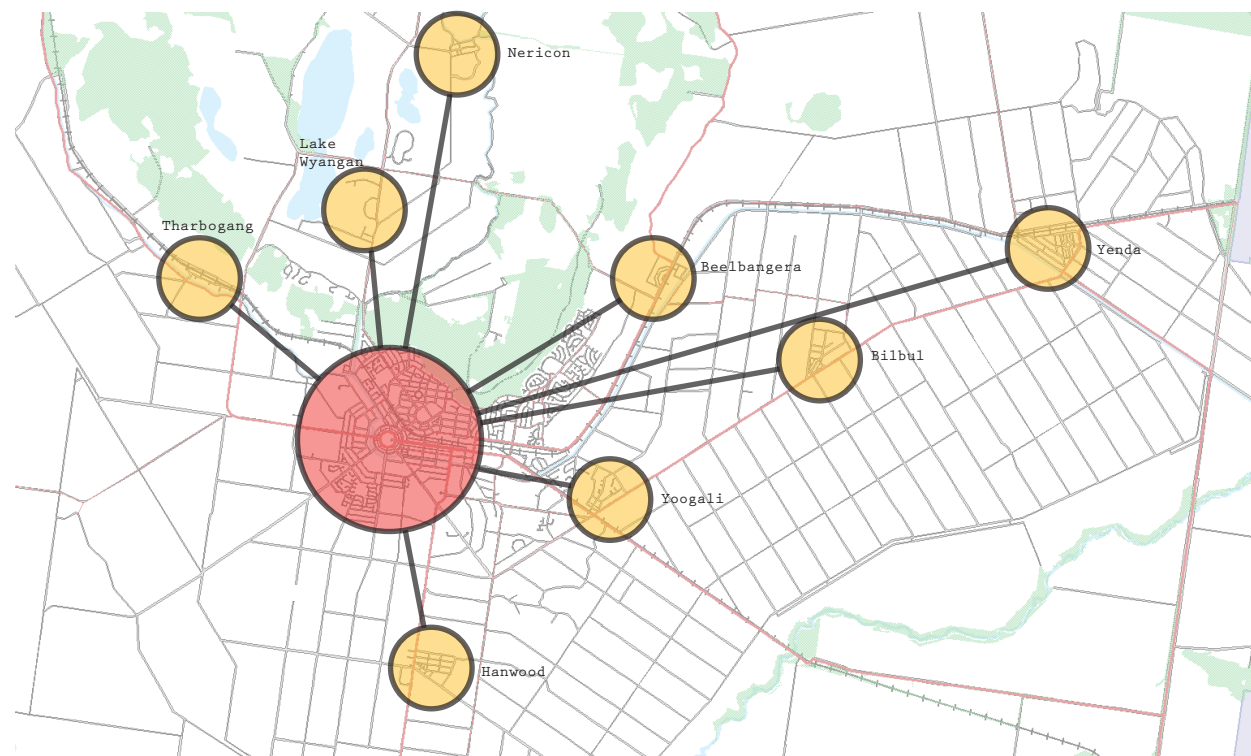 Nericon
Lake
Wyangan
Tharbogang
Beelbangera
Yenda
Bilbul
Yoogali
Hanwood